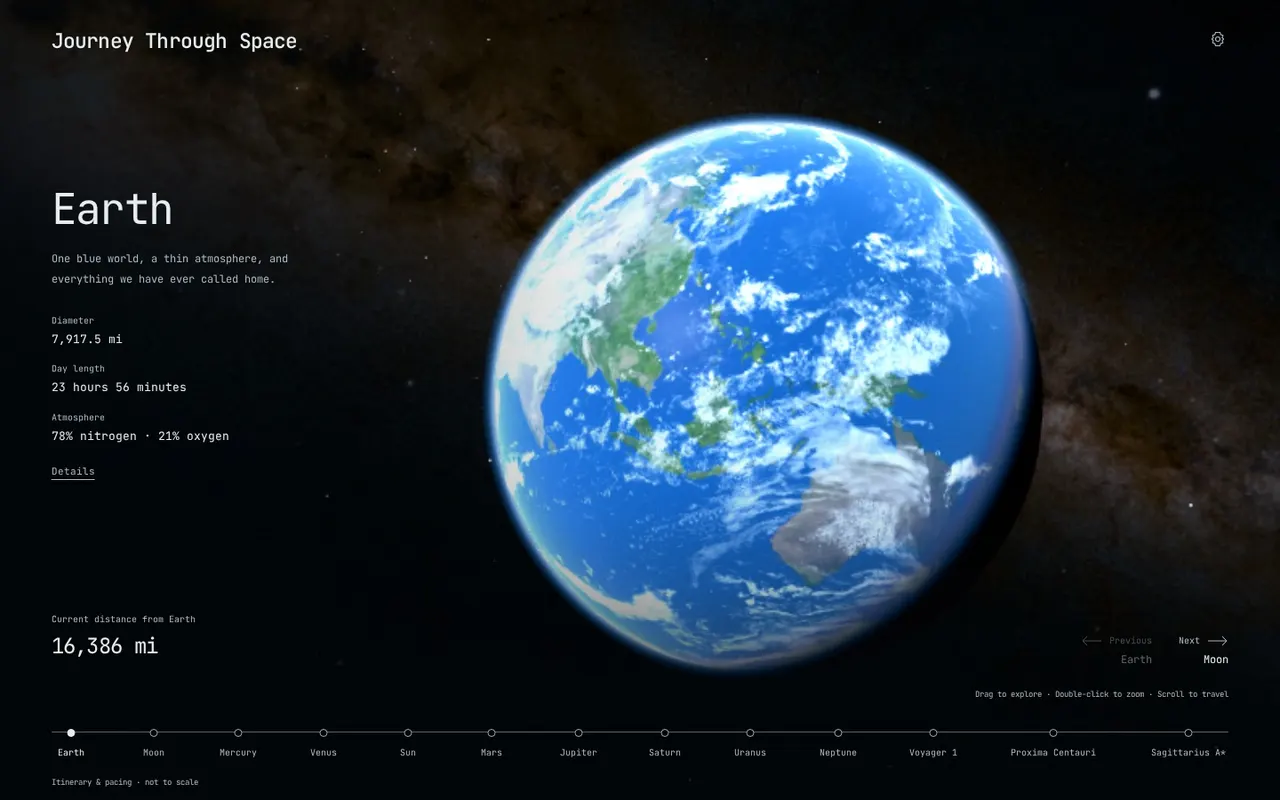 Journey Through Space
Earth
One blue world, a thin atmosphere, and
everything we have ever called home.
Diameter
7,917.5 mi
Day length
23 hours 56 minutes
Atmosphere
78% nitrogen · 21% oxygen
Details
Current distance from Earth
16,386 mi
Previous
Earth
Next
Moon
Drag to explore · Double-click to zoom · Scroll to travel
Earth Moon Mercury Venus Sun Mars Jupiter Saturn Uranus Neptune Voyager 1 Proxima Centauri Sagittarius A*
Itinerary & pacing · not to scale